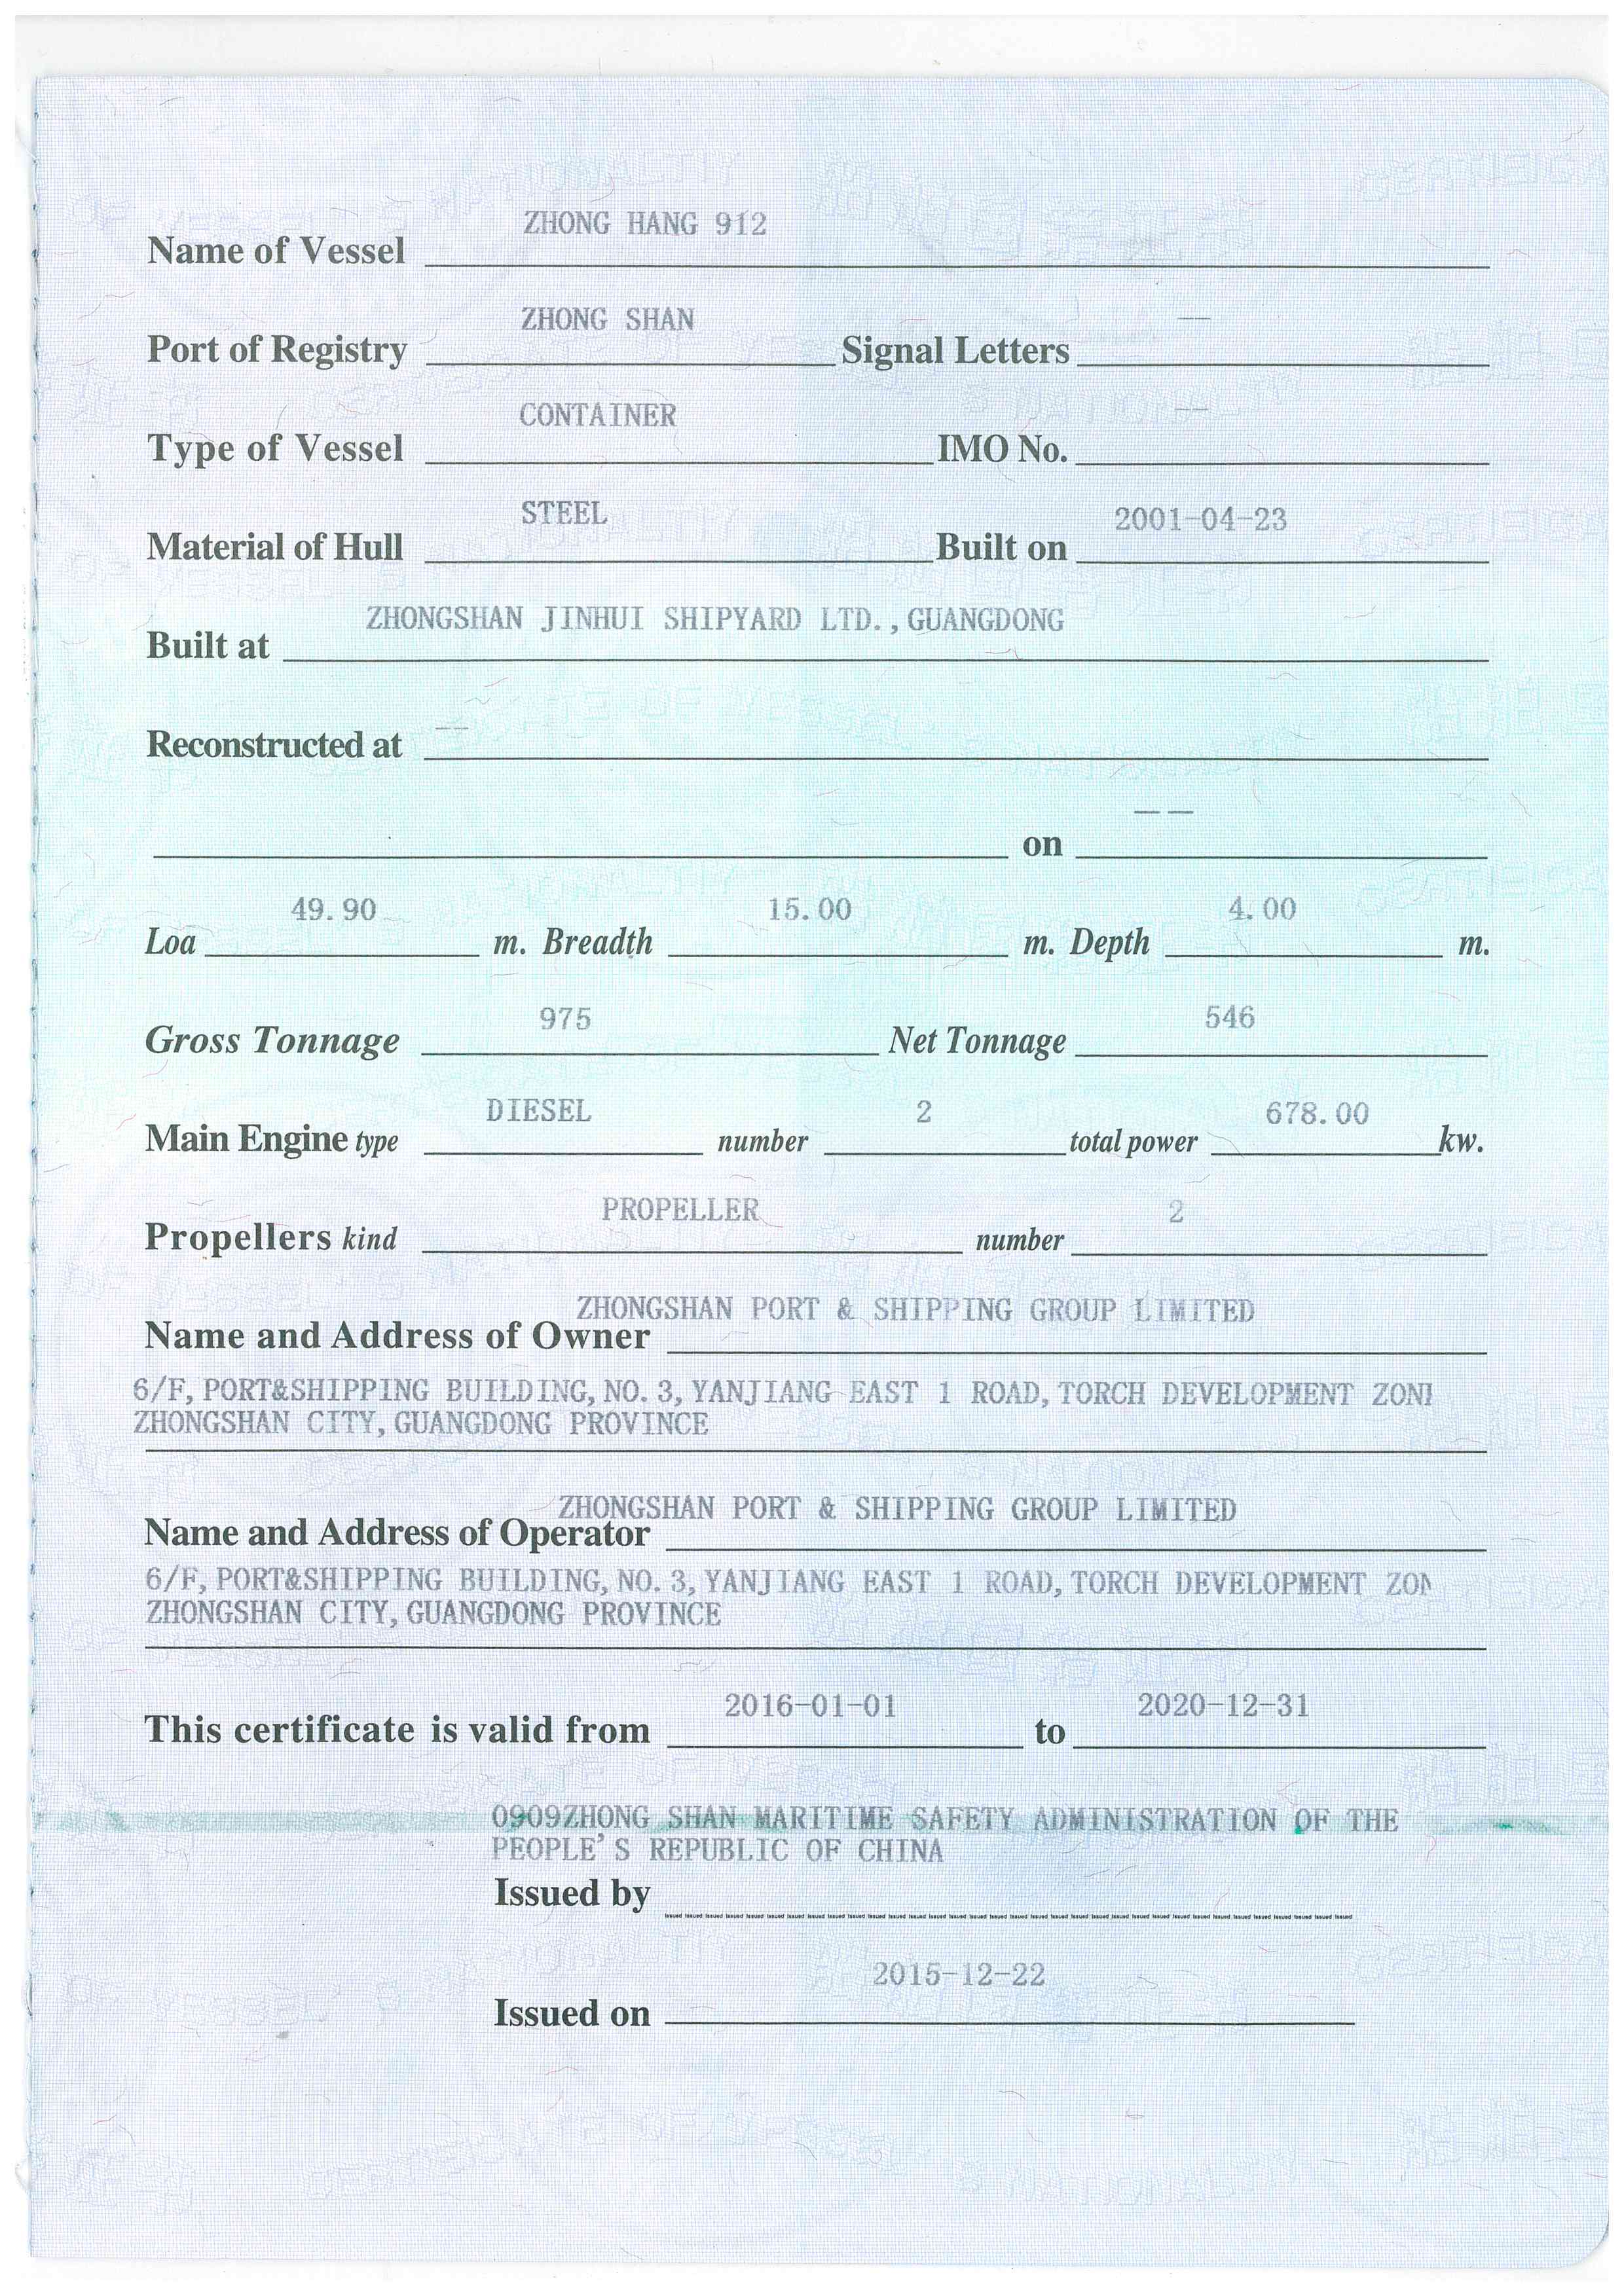 Name of Vessel ZHONG HANG 912
Port of Registry ZHONG SHAN Signal Letters ——
Type of Vessel CONTAINER IMO No. ——
Material of Hull STEEL Built on 2001-04-23
Built at ZHONGSHAN JINHUI SHIPYARD LTD.,GUANGDONG
Reconstructed at ——
on — —
Loa 49.90 m. Breadth 15.00 m. Depth 4.00 m.
Gross Tonnage 975 Net Tonnage 546
Main Engine type DIESEL number 2 total power 678.00 kw.
Propellers kind PROPELLER number 2
Name and Address of Owner ZHONGSHAN PORT & SHIPPING GROUP LIMITED
6/F, PORT&SHIPPING BUILDING, NO. 3, YANJIANG EAST 1 ROAD, TORCH DEVELOPMENT
ZHONGSHAN CITY, GUANGDONG PROVINCE
Name and Address of Operator ZHONGSHAN PORT & SHIPPING GROUP LIMITED
6/F, PORT&SHIPPING BUILDING, NO. 3, YANJIANG EAST 1 ROAD, TORCH DEVELOPMENT
ZHONGSHAN CITY, GUANGDONG PROVINCE
This certificate is valid from 2016-01-01 to 2020-12-31
0909ZHONG SHAN MARITIME SAFETY ADMINISTRATION OF THE
PEOPLE'S REPUBLIC OF CHINA
Issued by
Issued on 2015-12-22